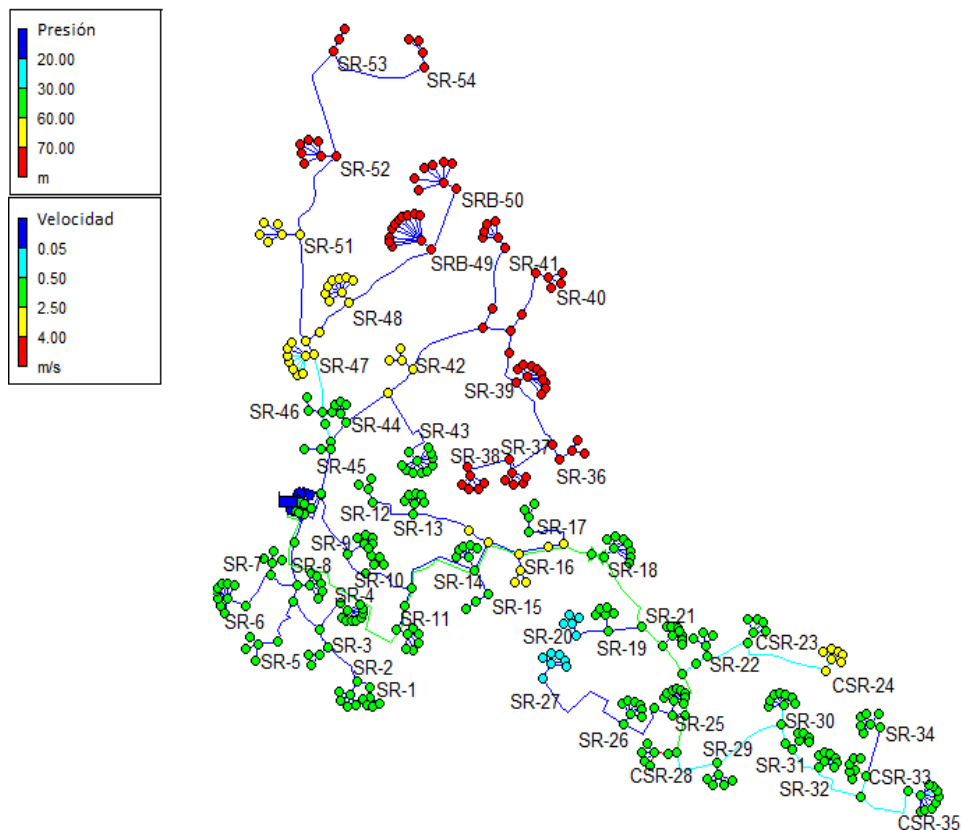 Presión
20.00
30.00
60.00
70.00
m
Velocidad
0.05
0.50
2.50
4.00
m/s
SR-53
SR-54
SR-52
SRB-50
SR-51
SRB-49
SR-41
SR-40
SR-48
SR-47
SR-42
SR-39
SR-46
SR-44
SR-43
SR-38
SR-37
SR-36
SR-45
SR-12
SR-13
SR-17
SR-9
SR-16
SR-7
SR-8
SR-10
SR-14
SR-18
SR-4
SR-15
SR-6
SR-11
SR-21
SR-20
SR-19
CSR-23
SR-5
SR-3
SR-22
SR-2
SR-1
CSR-24
SR-27
SR-25
SR-30
SR-26
SR-34
SR-29
SR-31
CSR-28
CSR-33
SR-32
CSR-35